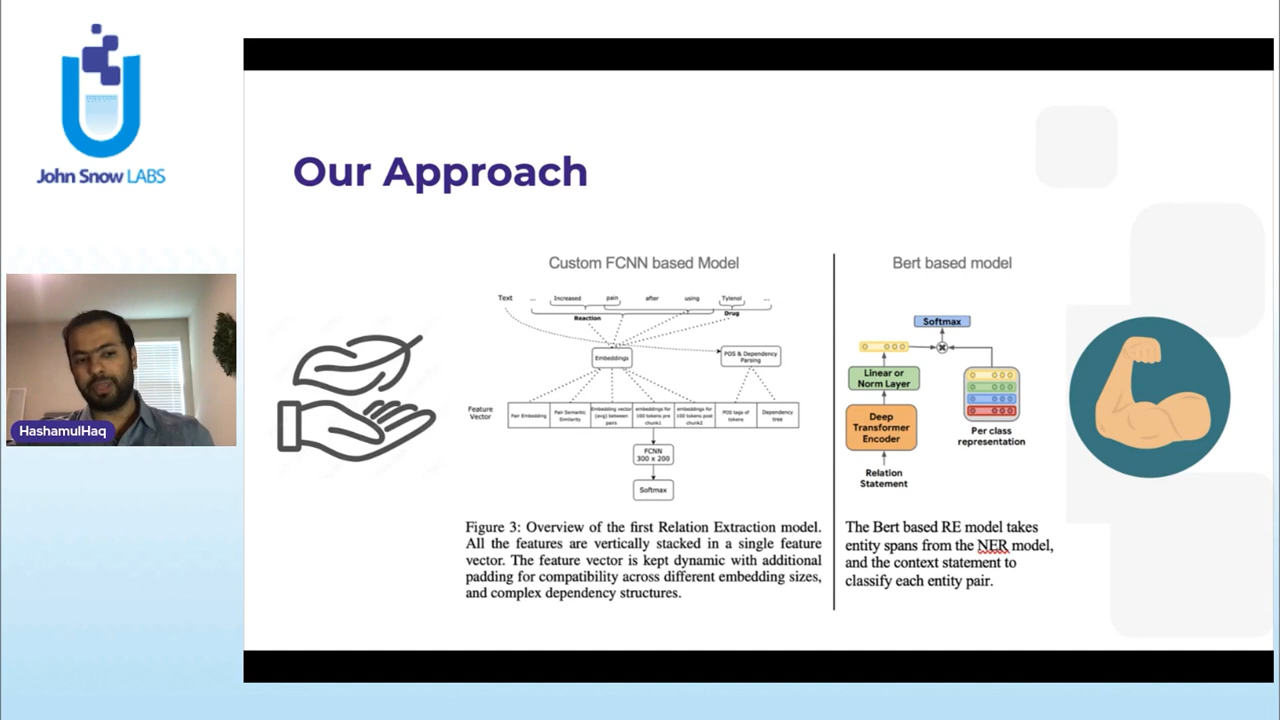 John Snow LABS
HashamulHaq
Our Approach
Custom FCNN based Model
Text ... Increased pain after using Tylenol ...
Reaction Drug
Embeddings
POS & Dependency
Parsing
Feature
Vector
Pair Embedding
Pair Semantic
Similarity
Embedding vector
(avg) between
pairs
embeddings for
100 tokens pre
chunk1
embeddings for
100 tokens post
chunk2
POS tags of
tokens
Dependency
tree
FCNN
300 x 200
Softmax
Figure 3: Overview of the first Relation Extraction model.
All the features are vertically stacked in a single feature
vector. The feature vector is kept dynamic with additional
padding for compatibility across different embedding sizes,
and complex dependency structures.
Bert based model
Softmax
Linear or
Norm Layer
Deep
Transformer
Encoder
Relation
Statement
Per class
representation
The Bert based RE model takes
entity spans from the NER model,
and the context statement to
classify each entity pair.